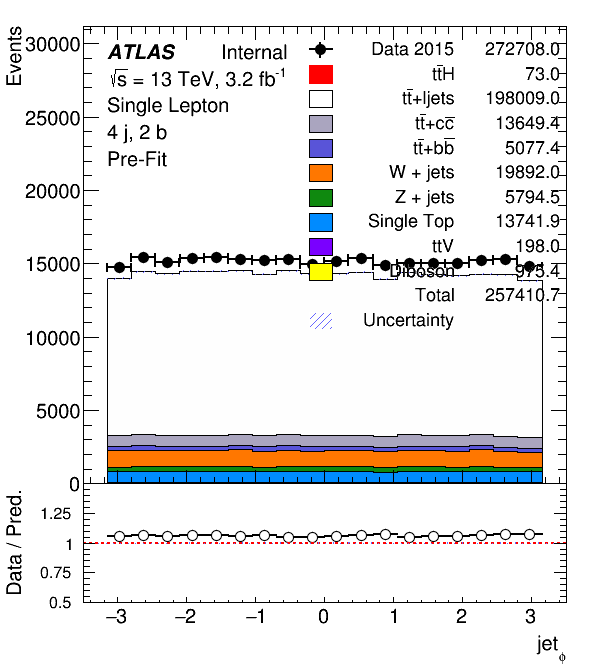 Events
30000
25000
20000
15000
10000
5000
0
ATLAS Internal
√s = 13 TeV, 3.2 fb⁻¹
Single Lepton
4 j, 2 b
Pre-Fit
Data 2015 272708.0
tt̄H 73.0
tt̄+ljets 198009.0
tt̄+cc̄ 13649.4
tt̄+bb̄ 5077.4
W + jets 19892.0
Z + jets 5794.5
Single Top 13741.9
ttV 198.0
Diboson 975.4
Total 257410.7
Uncertainty
Data / Pred.
1.25
1
0.75
0.5
−3 −2 −1 0 1 2 3
jet_ϕ